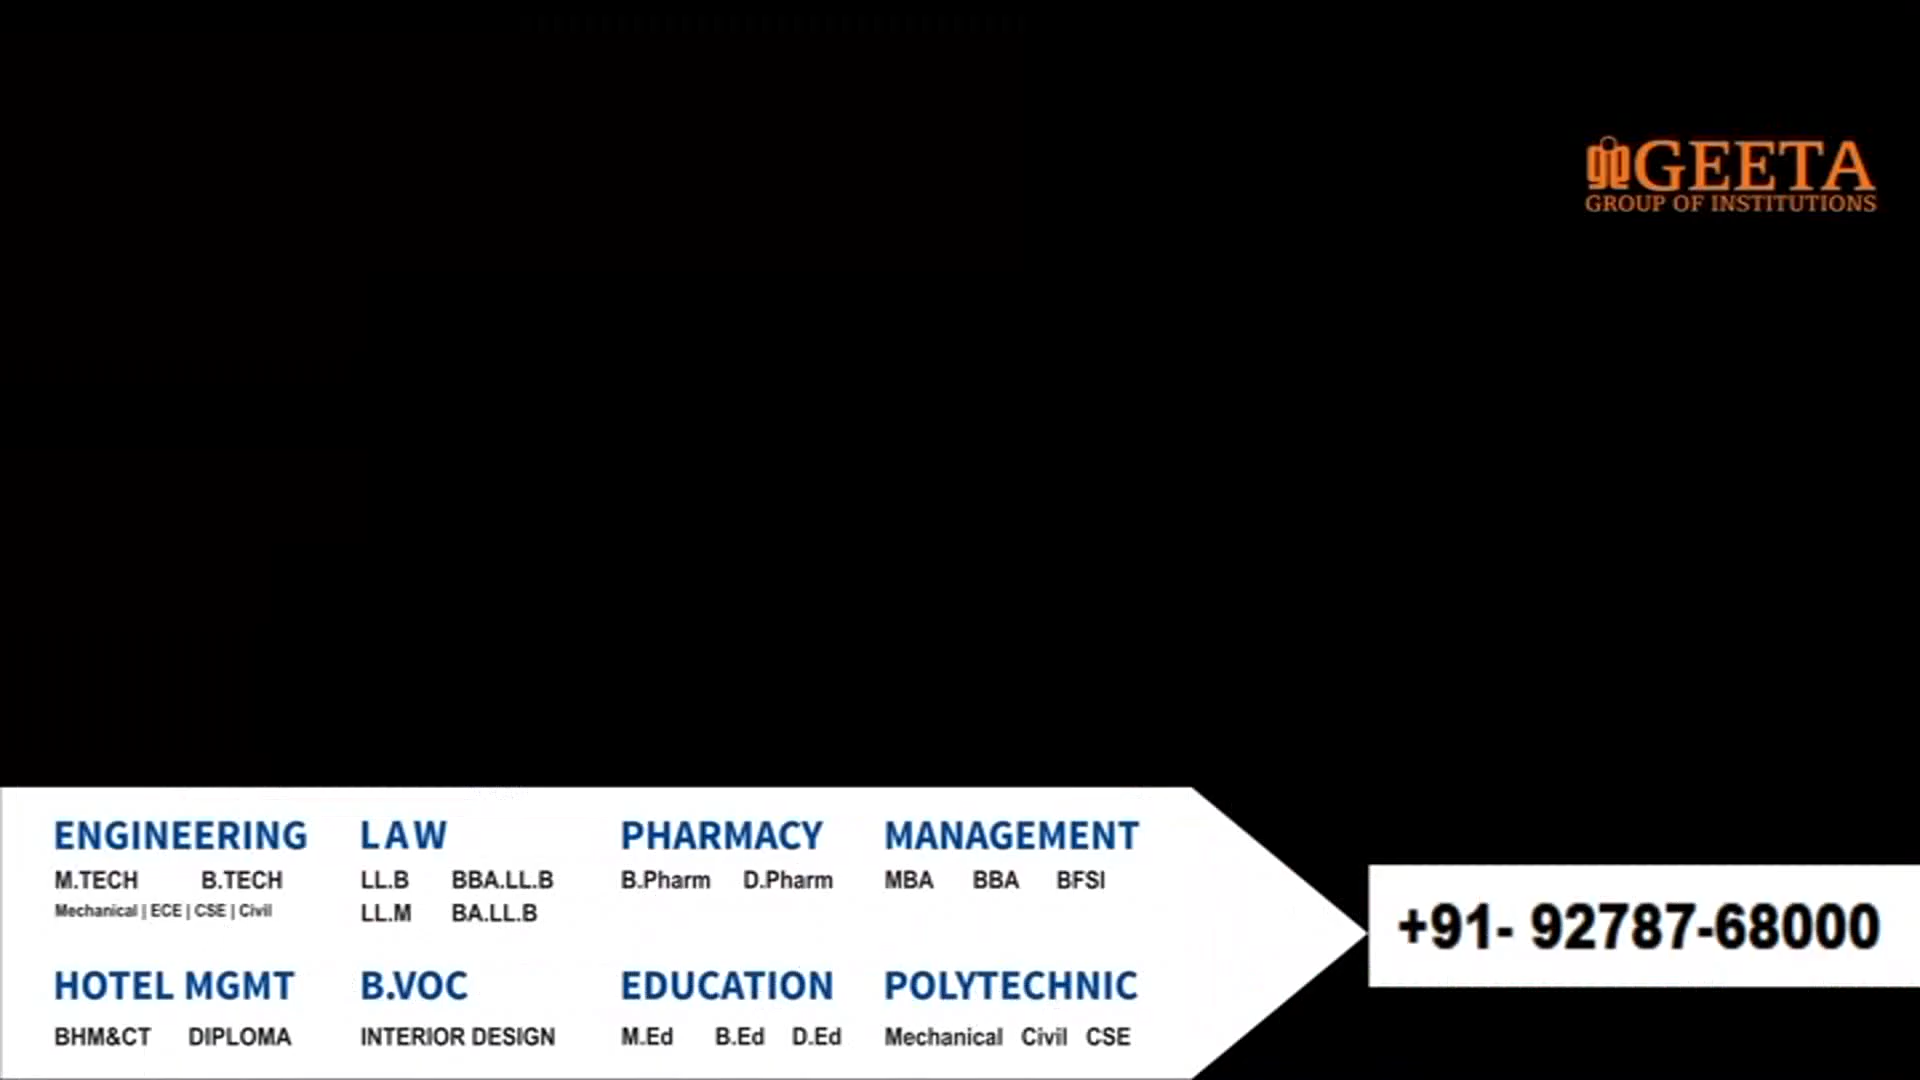 GEETA
GROUP OF INSTITUTIONS
ENGINEERING
M.TECH B.TECH
Mechanical | ECE | CSE | Civil
LAW
LL.B BBA.LL.B
LL.M BA.LL.B
PHARMACY
B.Pharm D.Pharm
MANAGEMENT
MBA BBA BFSI
HOTEL MGMT
BHM&CT DIPLOMA
B.VOC
INTERIOR DESIGN
EDUCATION
M.Ed B.Ed D.Ed
POLYTECHNIC
Mechanical Civil CSE
+91- 92787-68000